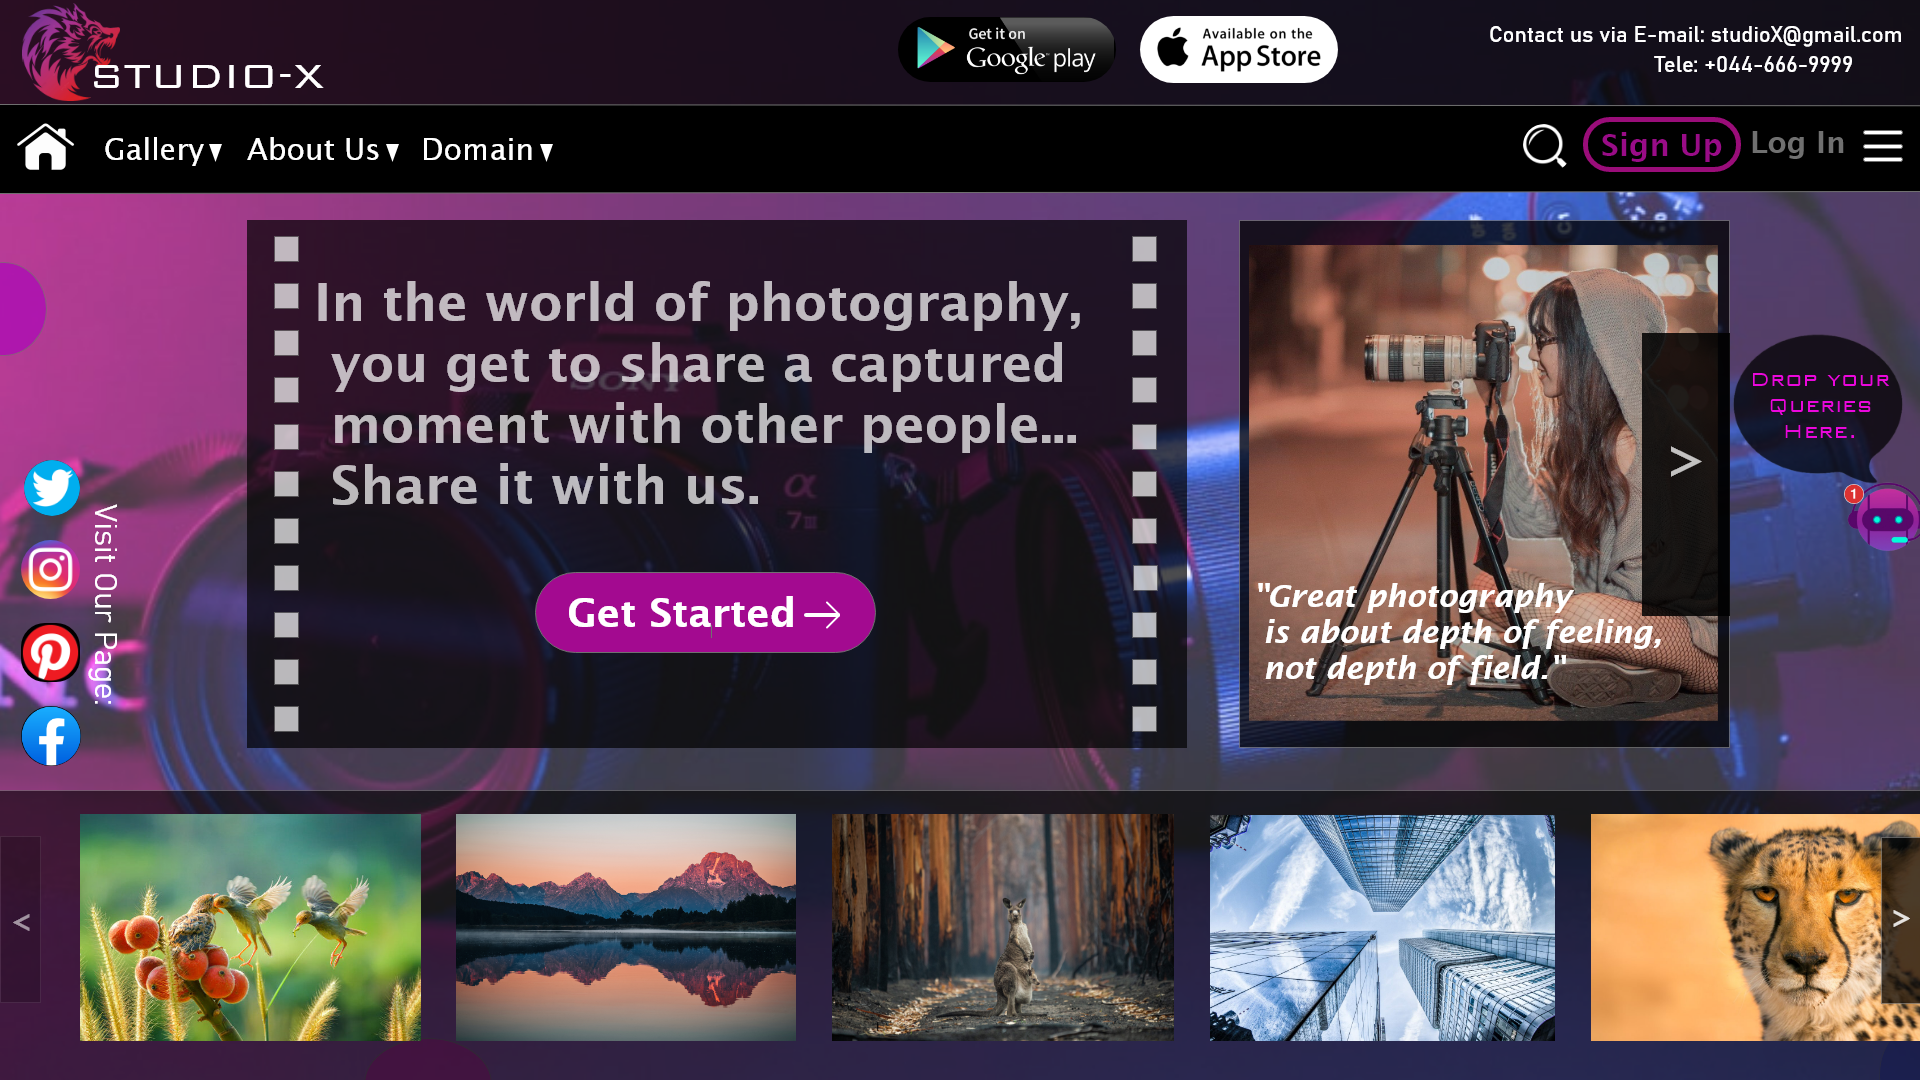 STUDIO-X
Get it on
Google play
Available on the
App Store
Contact us via E-mail: studioX@gmail.com
Tele: +044-666-9999
Gallery▾ About Us▾ Domain▾
Sign Up
Log In
In the world of photography,
you get to share a captured
moment with other people...
Share it with us.
SONY
α
7III
Get Started→
>
"Great photography
is about depth of feeling,
not depth of field."
Drop your
Queries
Here.
1
Visit Our Page:
<
>